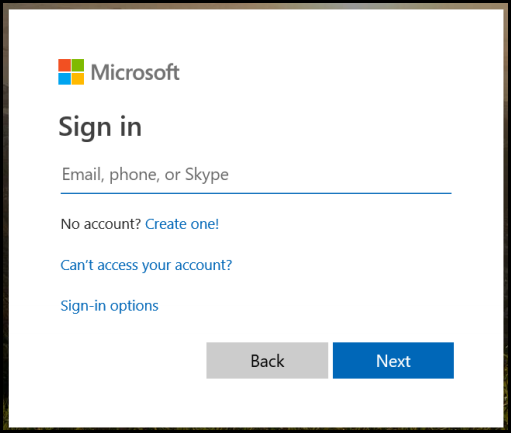 Microsoft
Sign in
Email, phone, or Skype
No account? Create one!
Can't access your account?
Sign-in options
Back Next